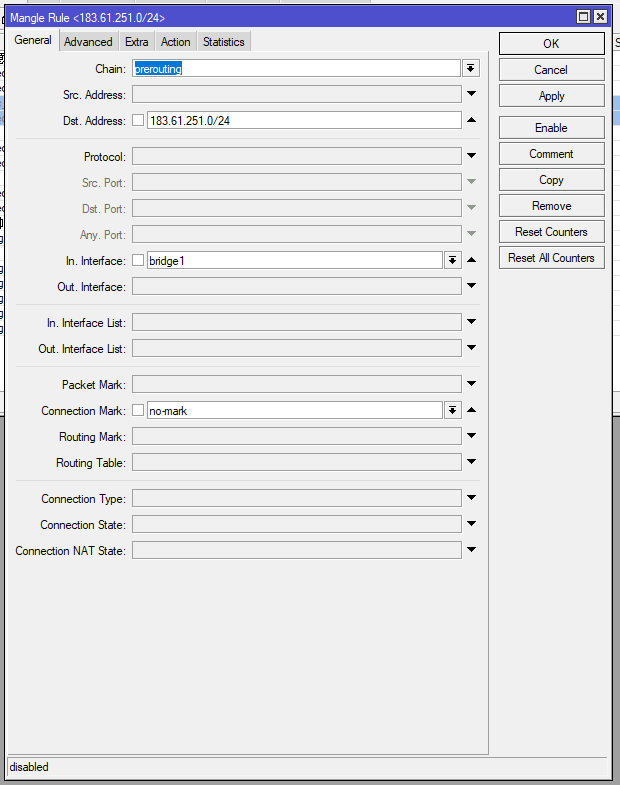 Mangle Rule <183.61.251.0/24>
General Advanced Extra Action Statistics
Chain: prerouting
Src. Address:
Dst. Address: 183.61.251.0/24
Protocol:
Src. Port:
Dst. Port:
Any. Port:
In. Interface: bridge1
Out. Interface:
In. Interface List:
Out. Interface List:
Packet Mark:
Connection Mark: no-mark
Routing Mark:
Routing Table:
Connection Type:
Connection State:
Connection NAT State:
OK
Cancel
Apply
Enable
Comment
Copy
Remove
Reset Counters
Reset All Counters
disabled